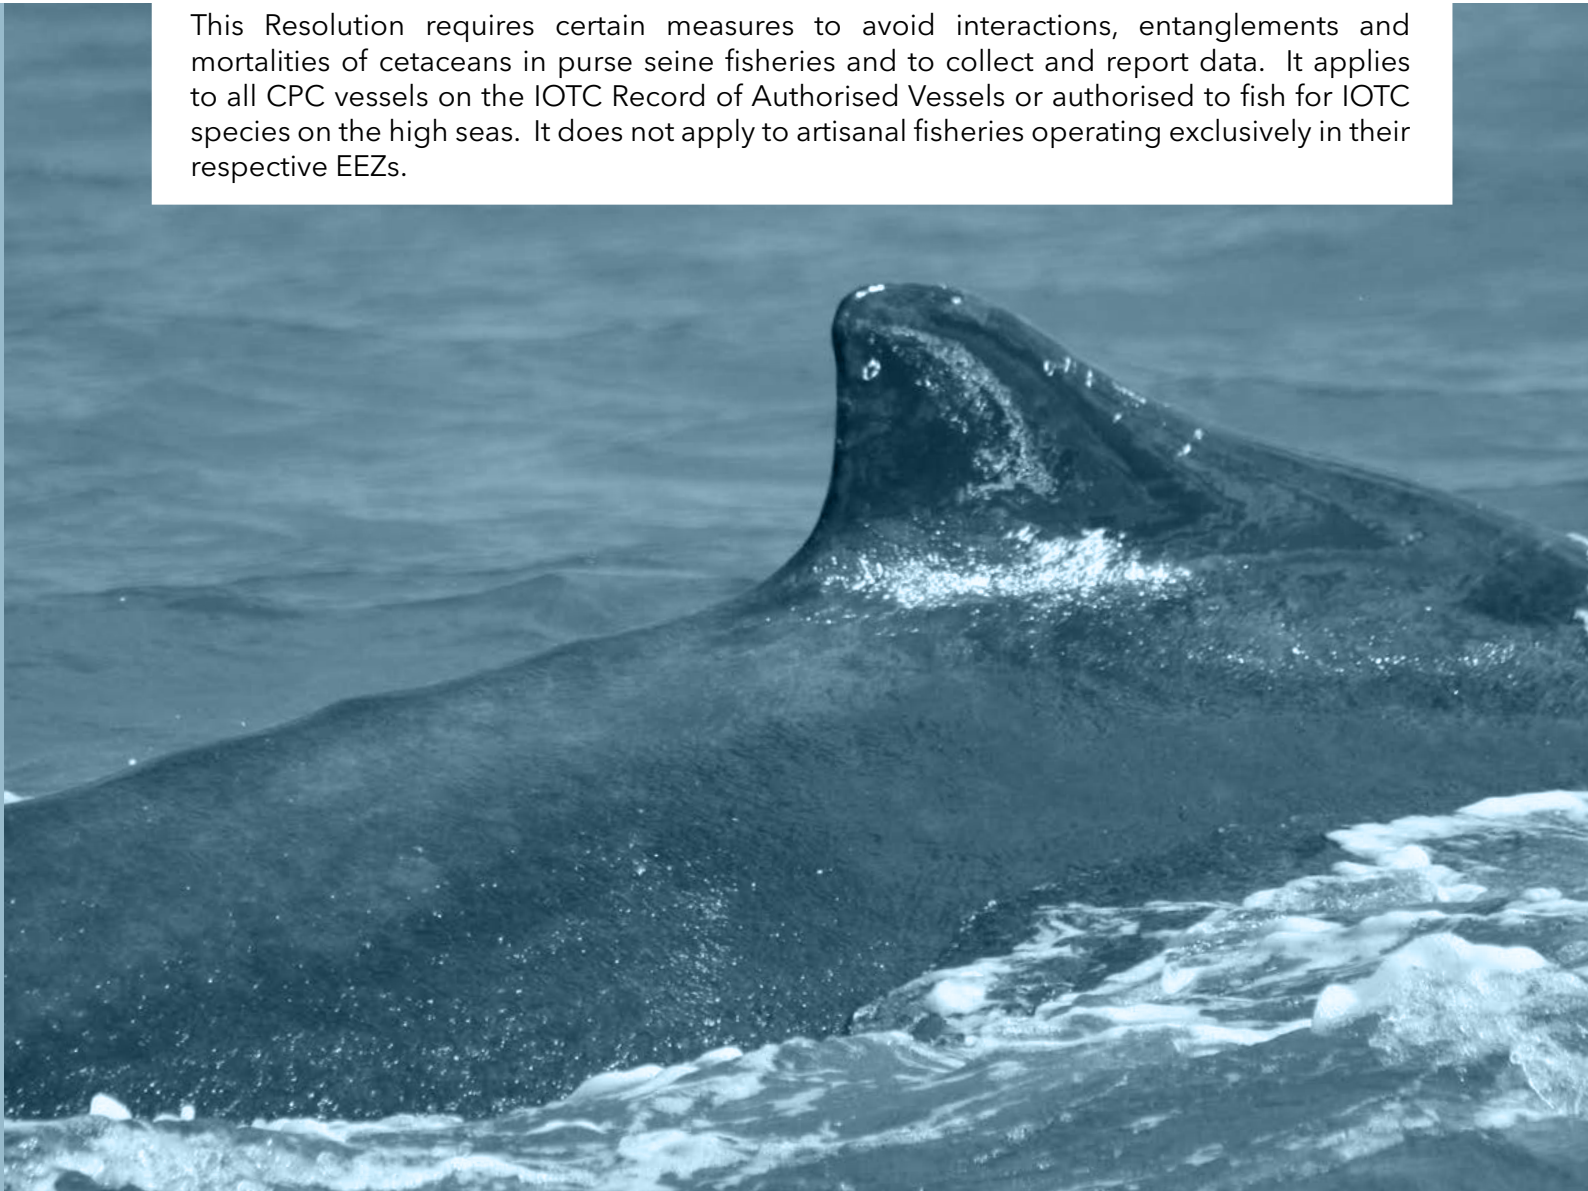 This Resolution requires certain measures to avoid interactions, entanglements and
mortalities of cetaceans in purse seine fisheries and to collect and report data. It applies
to all CPC vessels on the IOTC Record of Authorised Vessels or authorised to fish for IOTC
species on the high seas. It does not apply to artisanal fisheries operating exclusively in their
respective EEZs.